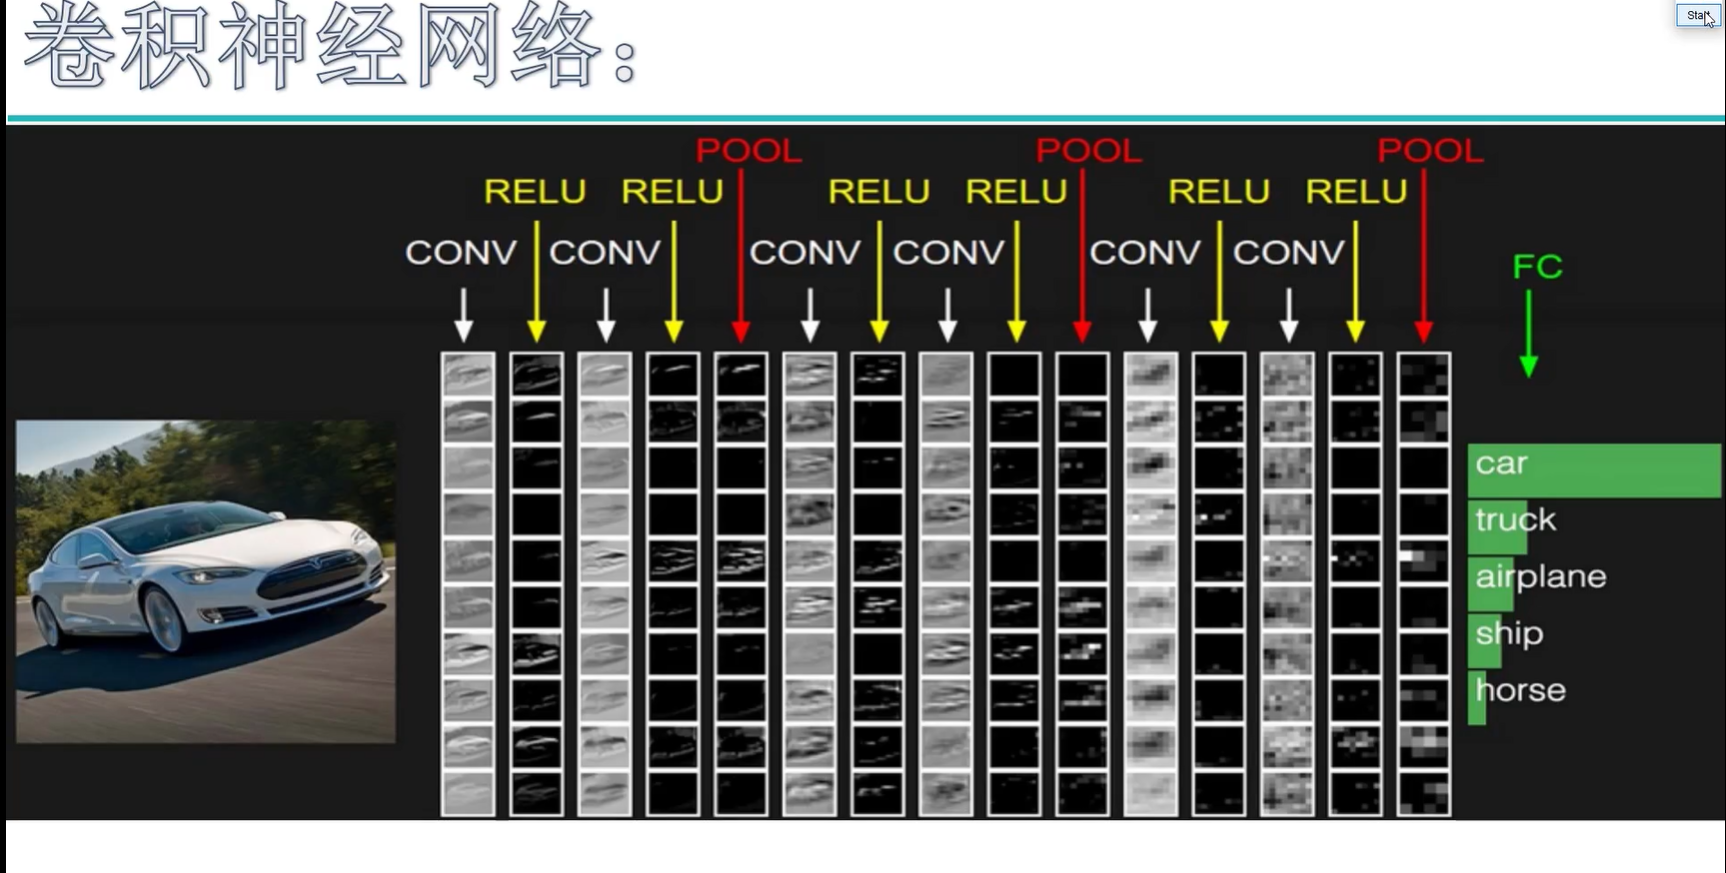 卷积神经网络：
Start
POOL POOL POOL
RELU RELU RELU RELU RELU RELU
CONV CONV CONV CONV CONV CONV
FC
car
truck
airplane
ship
horse